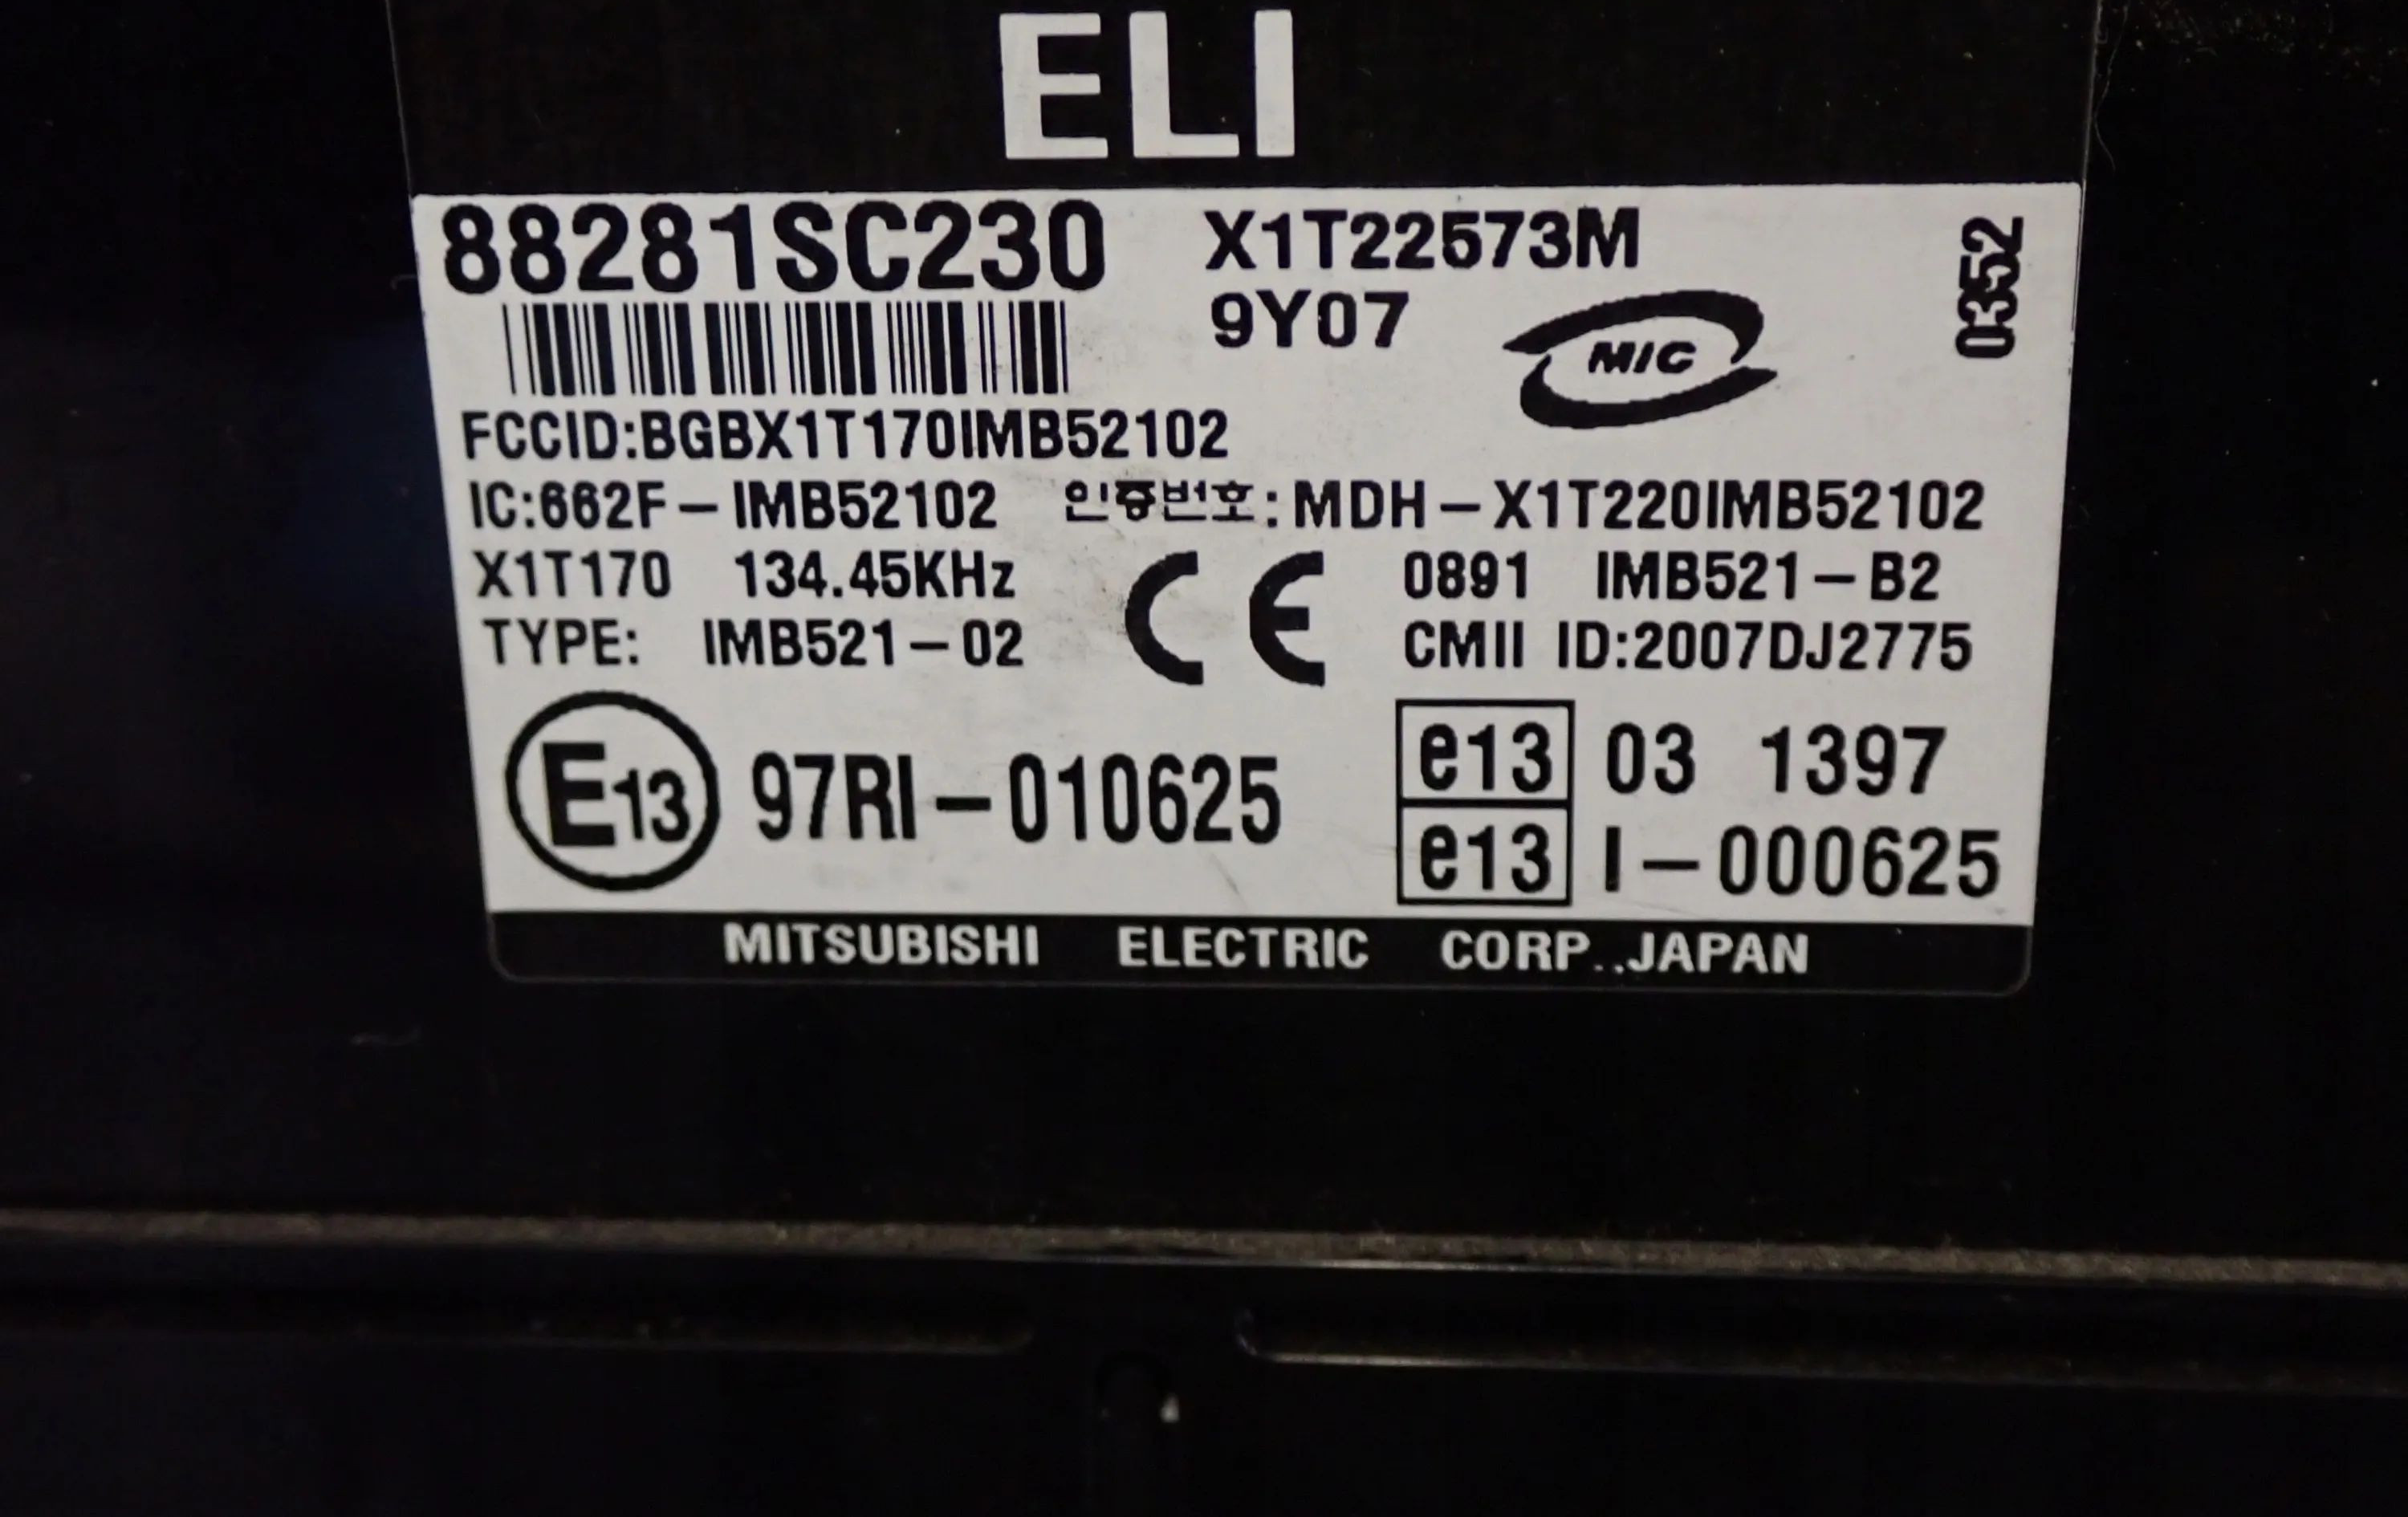 ELI
88281SC230 X1T22573M 0352
9Y07
MIC
FCCID:BGBX1T170IMB52102
IC:662F-IMB52102 인증번호:MDH-X1T220IMB52102
X1T170 134.45KHz CE 0891 IMB521-B2
TYPE: IMB521-02 CMII ID:2007DJ2775
E13 97RI-010625 e13 03 1397
e13 I-000625
MITSUBISHI ELECTRIC CORP.,JAPAN